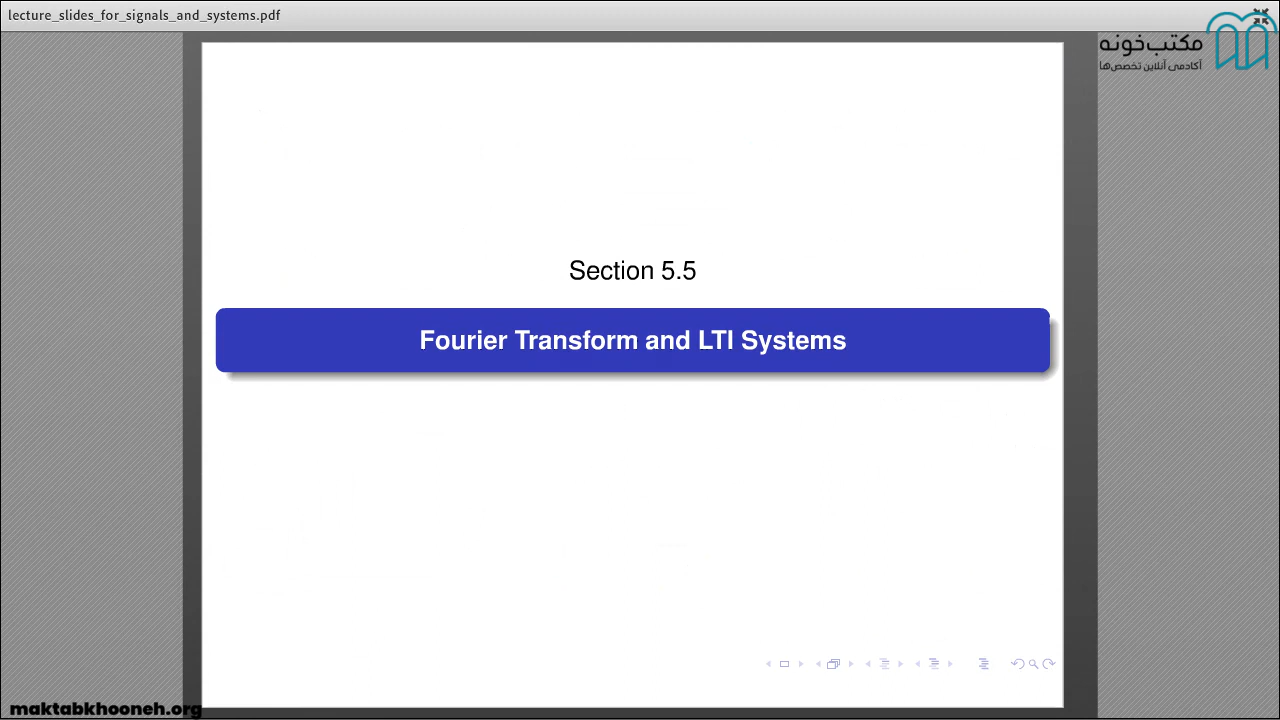 lecture_slides_for_signals_and_systems.pdf
مکتب‌خونه
آکادمی آنلاین تخصص‌ها
Section 5.5
Fourier Transform and LTI Systems
maktabkhooneh.org